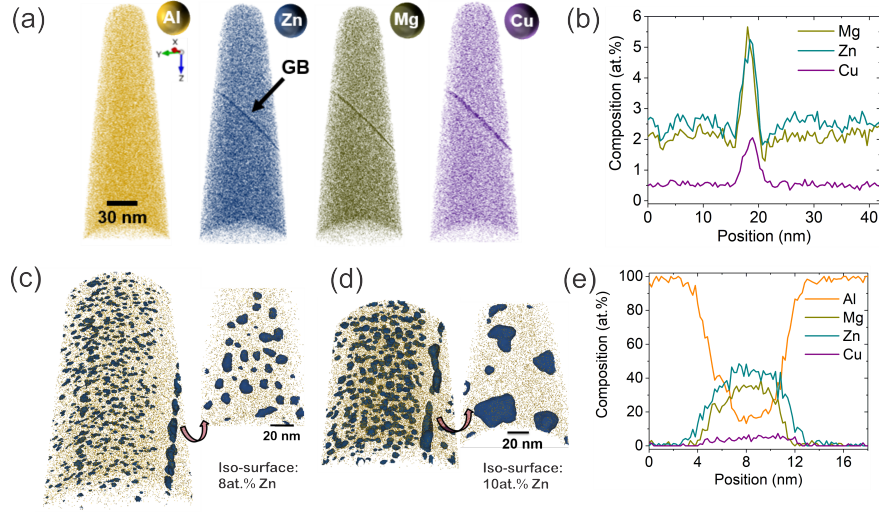 (a)
Al
Zn
Mg
Cu
X
Y
Z
GB
30 nm
(b)
Composition (at.%)
6
5
4
3
2
1
0
Mg
Zn
Cu
0 10 20 30 40
Position (nm)
(c)
20 nm
Iso-surface:
8at.% Zn
(d)
20 nm
Iso-surface:
10at.% Zn
(e)
Composition (at.%)
100
80
60
40
20
0
Al
Mg
Zn
Cu
0 4 8 12 16
Position (nm)